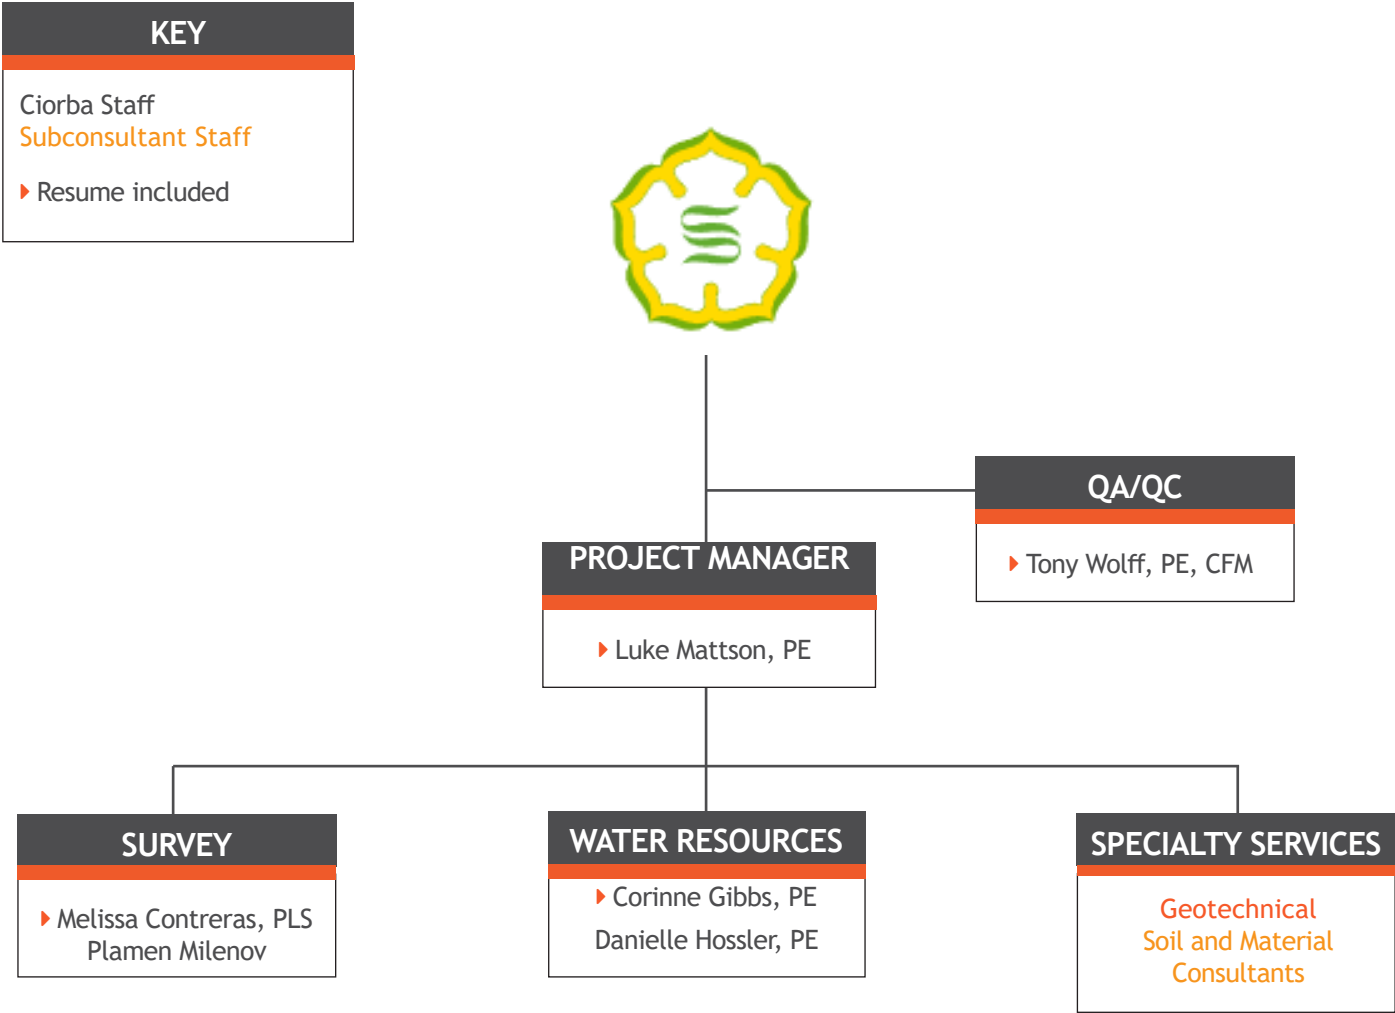 KEY
Ciorba Staff
Subconsultant Staff
Resume included
S
QA/QC
Tony Wolff, PE, CFM
PROJECT MANAGER
Luke Mattson, PE
SURVEY
Melissa Contreras, PLS
Plamen Milenov
WATER RESOURCES
Corinne Gibbs, PE
Danielle Hossler, PE
SPECIALTY SERVICES
Geotechnical
Soil and Material
Consultants